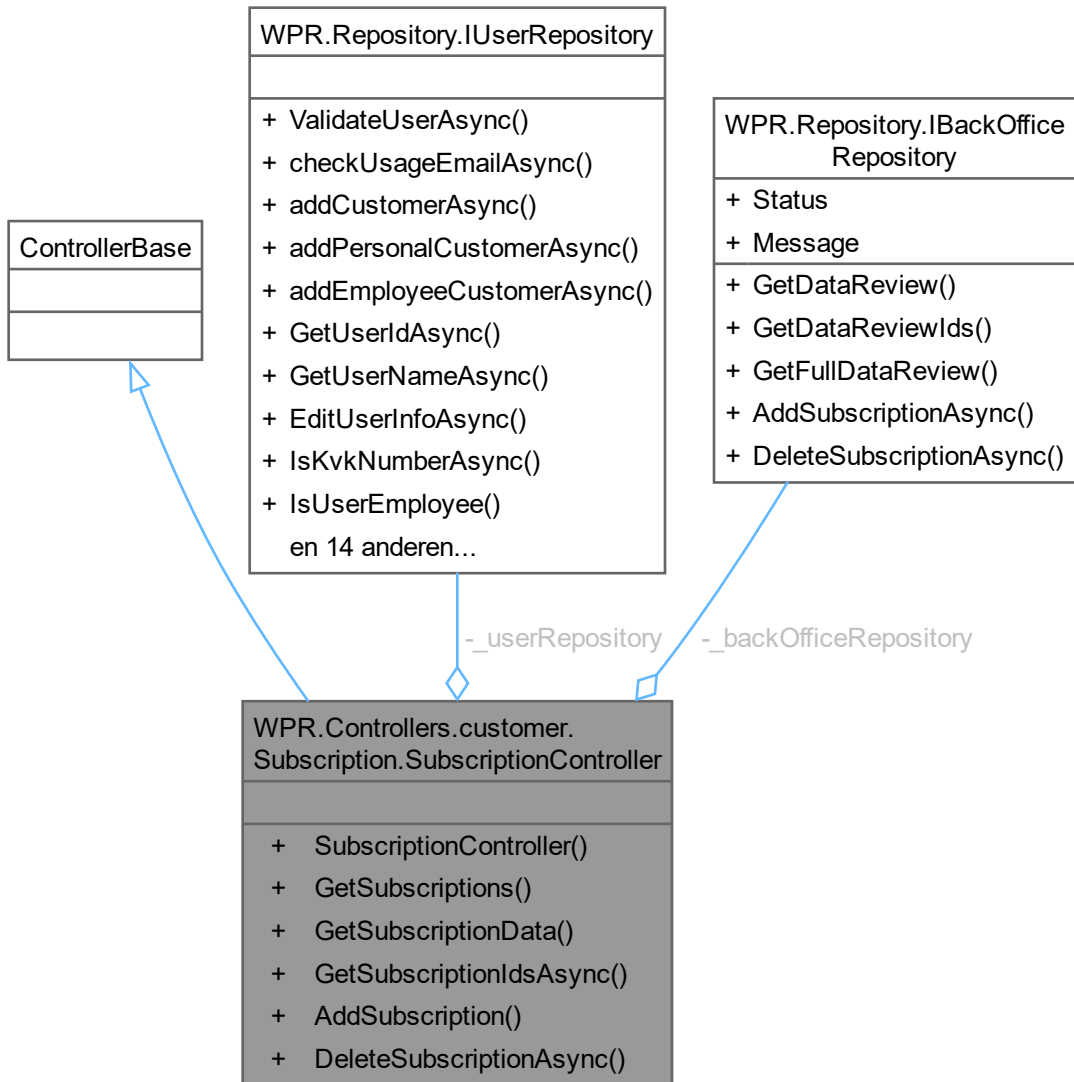 WPR.Repository.IUserRepository
+ ValidateUserAsync()
+ checkUsageEmailAsync()
+ addCustomerAsync()
+ addPersonalCustomerAsync()
+ addEmployeeCustomerAsync()
+ GetUserIdAsync()
+ GetUserNameAsync()
+ EditUserInfoAsync()
+ IsKvkNumberAsync()
+ IsUserEmployee()
en 14 anderen...
WPR.Repository.IBackOffice
Repository
+ Status
+ Message
+ GetDataReview()
+ GetDataReviewIds()
+ GetFullDataReview()
+ AddSubscriptionAsync()
+ DeleteSubscriptionAsync()
ControllerBase
-_userRepository
-_backOfficeRepository
WPR.Controllers.customer.
Subscription.SubscriptionController
+ SubscriptionController()
+ GetSubscriptions()
+ GetSubscriptionData()
+ GetSubscriptionIdsAsync()
+ AddSubscription()
+ DeleteSubscriptionAsync()